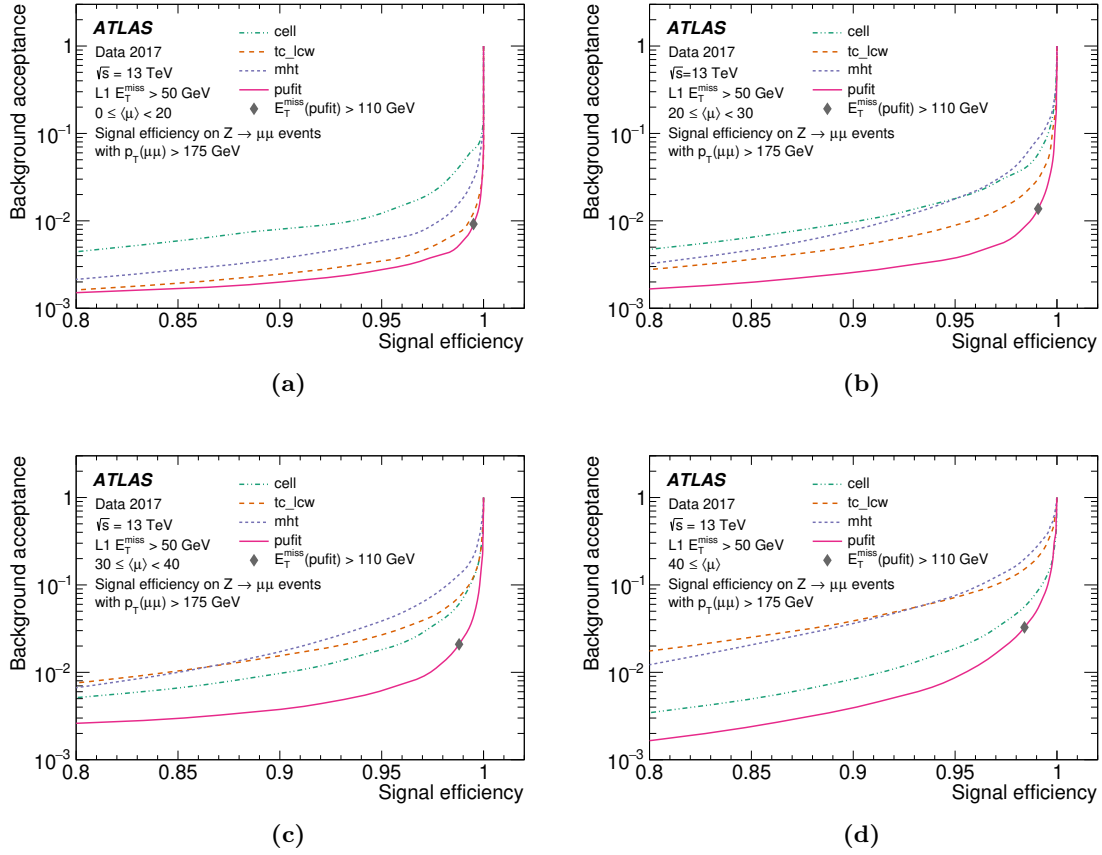 ATLAS
Data 2017
√s = 13 TeV
L1 E_T^miss > 50 GeV
0 ≤ ⟨μ⟩ < 20
Signal efficiency on Z → μμ events
with p_T(μμ) > 175 GeV
cell
tc_lcw
mht
pufit
E_T^miss(pufit) > 110 GeV
Background acceptance
1
10⁻¹
10⁻²
10⁻³
0.8 0.85 0.9 0.95 1
Signal efficiency
(a)
ATLAS
Data 2017
√s=13 TeV
L1 E_T^miss > 50 GeV
20 ≤ ⟨μ⟩ < 30
Signal efficiency on Z → μμ events
with p_T(μμ) > 175 GeV
cell
tc_lcw
mht
pufit
E_T^miss(pufit) > 110 GeV
Background acceptance
1
10⁻¹
10⁻²
10⁻³
0.8 0.85 0.9 0.95 1
Signal efficiency
(b)
ATLAS
Data 2017
√s = 13 TeV
L1 E_T^miss > 50 GeV
30 ≤ ⟨μ⟩ < 40
Signal efficiency on Z → μμ events
with p_T(μμ) > 175 GeV
cell
tc_lcw
mht
pufit
E_T^miss(pufit) > 110 GeV
Background acceptance
1
10⁻¹
10⁻²
10⁻³
0.8 0.85 0.9 0.95 1
Signal efficiency
(c)
ATLAS
Data 2017
√s = 13 TeV
L1 E_T^miss > 50 GeV
40 ≤ ⟨μ⟩
Signal efficiency on Z → μμ events
with p_T(μμ) > 175 GeV
cell
tc_lcw
mht
pufit
E_T^miss(pufit) > 110 GeV
Background acceptance
1
10⁻¹
10⁻²
10⁻³
0.8 0.85 0.9 0.95 1
Signal efficiency
(d)